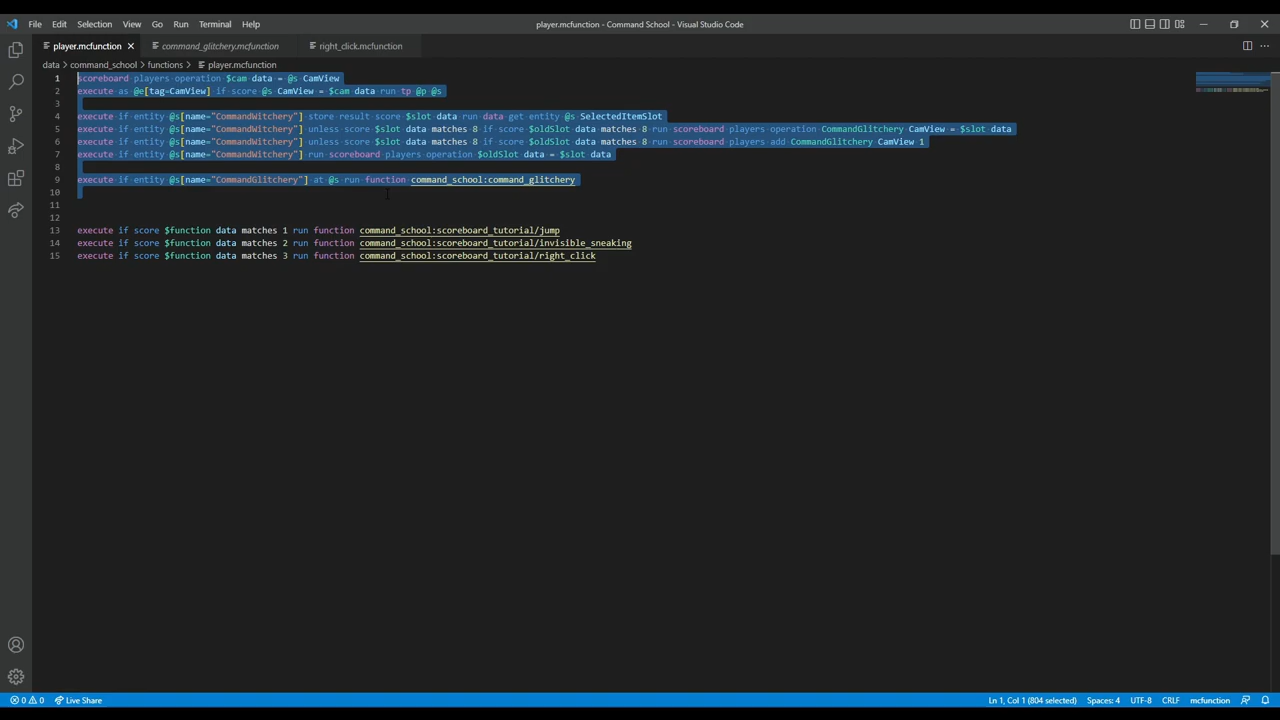 File Edit Selection View Go Run Terminal Help player.mcfunction - Command School - Visual Studio Code
player.mcfunction command_glitchery.mcfunction right_click.mcfunction
data > command_school > functions > player.mcfunction
1 scoreboard players operation $cam data = @s CamView
2 execute as @e[tag=CamView] if score @s CamView = $cam data run tp @p @s
3
4 execute if entity @s[name="CommandWitchery"] store result score $slot data run data get entity @s SelectedItemSlot
5 execute if entity @s[name="CommandWitchery"] unless score $slot data matches 8 if score $oldSlot data matches 8 run scoreboard players operation CommandGlitchery CamView = $slot data
6 execute if entity @s[name="CommandWitchery"] unless score $slot data matches 8 if score $oldSlot data matches 8 run scoreboard players add CommandGlitchery CamView 1
7 execute if entity @s[name="CommandWitchery"] run scoreboard players operation $oldSlot data = $slot data
8
9 execute if entity @s[name="CommandGlitchery"] at @s run function command_school:command_glitchery
10
11
12
13 execute if score $function data matches 1 run function command_school:scoreboard_tutorial/jump
14 execute if score $function data matches 2 run function command_school:scoreboard_tutorial/invisible_sneaking
15 execute if score $function data matches 3 run function command_school:scoreboard_tutorial/right_click
0 0 Live Share Ln 1, Col 1 (804 selected) Spaces: 4 UTF-8 CRLF mcfunction